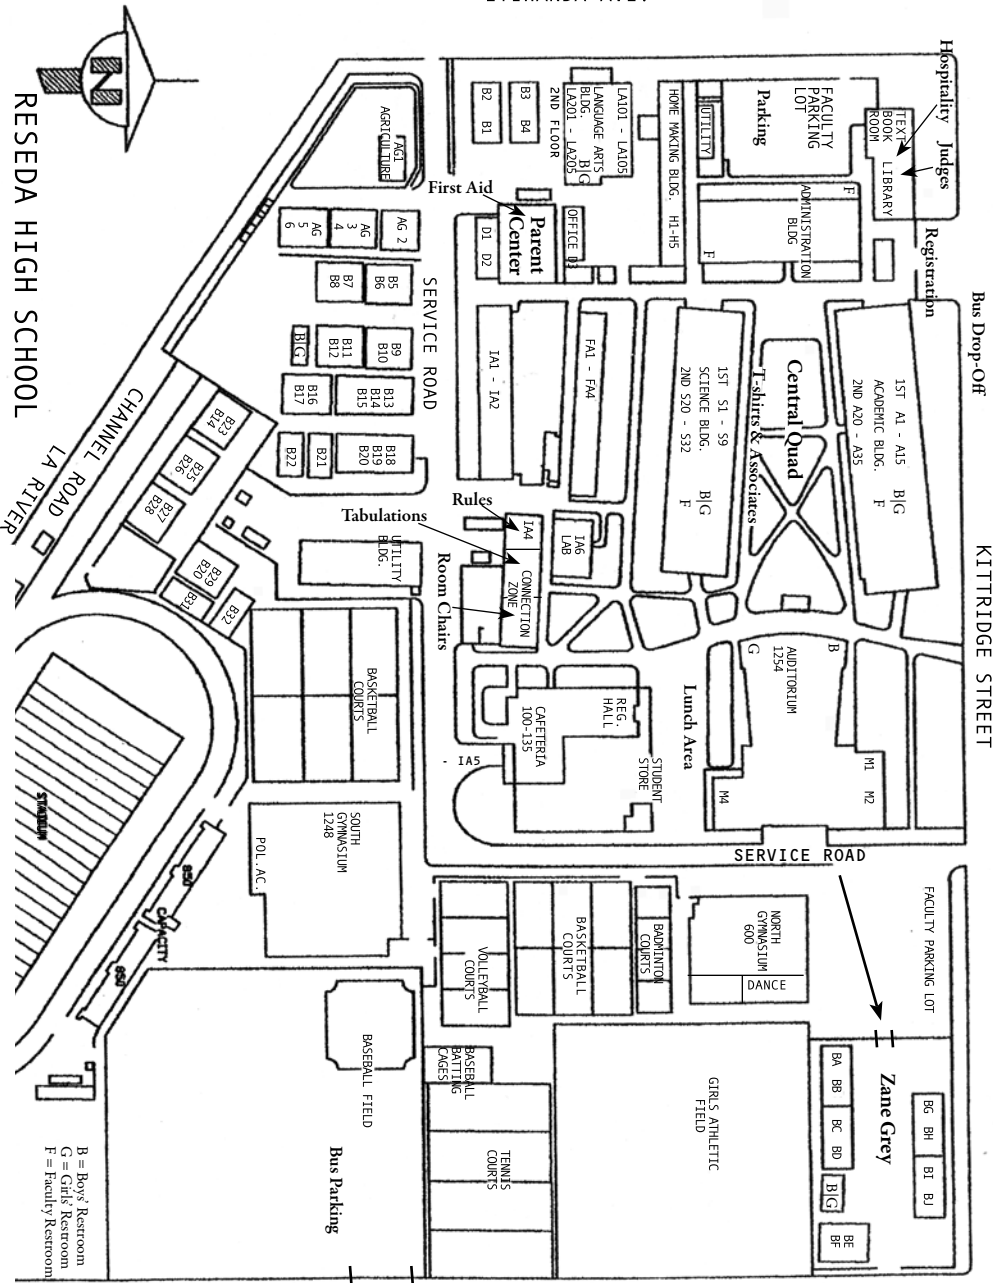 RESEDA HIGH SCHOOL
N
KITTRIDGE STREET
Bus Drop-Off
Hospitality
Judges
Registration
TEXT
BOOK
ROOM
LIBRARY
FACULTY
PARKING
LOT
Parking
UTILITY
F
ADMINISTRATION
BLDG
F
HOME MAKING BLDG. H1-H5
LA101 - LA105
LANGUAGE ARTS
BLDG.
LA201 - LA205
2ND FLOOR
B|G
B3 B4
B2 B1
First Aid
Parent
Center
OFFICE D3
D1 D2
AG1
AGRICULTURE
AG 2
AG
3
4
AG
5
6
B5
B6
B7
B8
SERVICE ROAD
B9
B10
B11
B12
B|G
B13
B14
B15
B16
B17
B18
B19
B20
B21
B22
IA1 - IA2
FA1 - FA4
1ST S1 - S9
SCIENCE BLDG.
2ND S20 - S32
B|G
F
Central Quad
T-shirts & Associates
1ST A1 - A15
ACADEMIC BLDG.
2ND A20 - A35
B|G
F
CHANNEL ROAD
LA RIVER
B23
B14
B25
B26
B27
B28
B29
B20
B31
B32
UTILITY
BLDG.
Rules
Tabulations
Room Chairs
IA4
CONNECTION
ZONE
IA6
LAB
BASKETBALL
COURTS
AUDITORIUM
1254
B
G
M1 M2
M4
Lunch Area
REG.
HALL
CAFETERIA
100-135
STUDENT
STORE
- IA5
SERVICE ROAD
STADIUM
850
CAPACITY
850
SOUTH
GYMNASIUM
1248
POL.AC.
VOLLEYBALL
COURTS
BASKETBALL
COURTS
BADMINTON
COURTS
NORTH
GYMNASIUM
600
DANCE
FACULTY PARKING LOT
Zane Grey
BA BB BC BD
BG BH BI BJ
B|G
BE
BF
GIRLS ATHLETIC
FIELD
BASEBALL
BATTING
CAGES
TENNIS
COURTS
BASEBALL FIELD
Bus Parking
B = Boys' Restroom
G = Girls' Restroom
F = Faculty Restroom